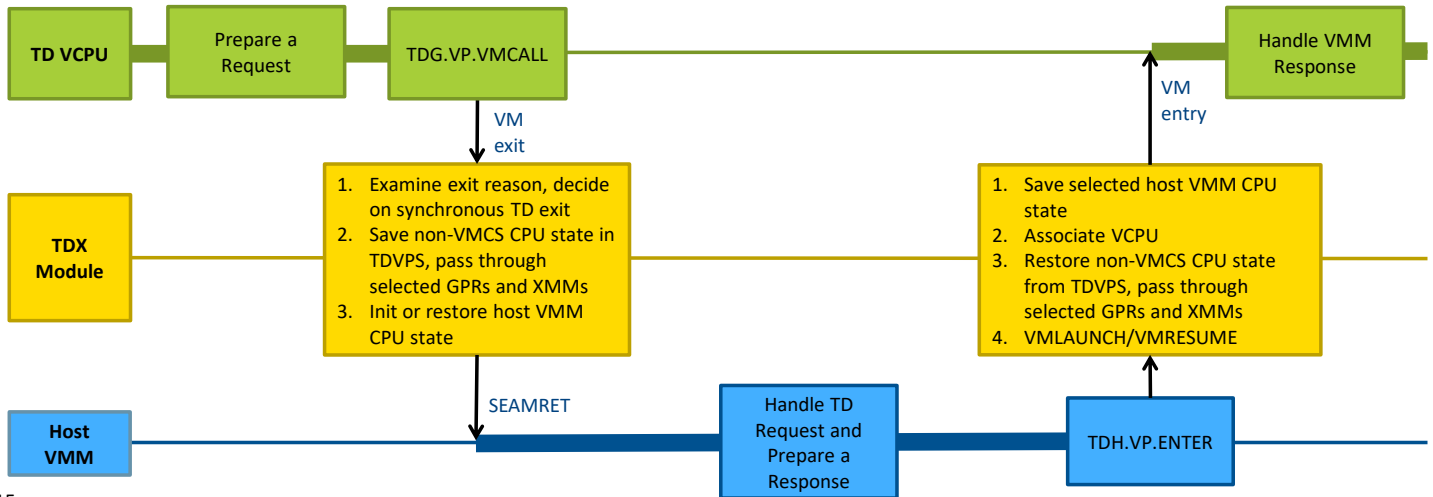 TD VCPU
Prepare a
Request
TDG.VP.VMCALL
Handle VMM
Response
VM
exit
VM
entry
TDX
Module
1. Examine exit reason, decide
on synchronous TD exit
2. Save non-VMCS CPU state in
TDVPS, pass through
selected GPRs and XMMs
3. Init or restore host VMM
CPU state
1. Save selected host VMM CPU
state
2. Associate VCPU
3. Restore non-VMCS CPU state
from TDVPS, pass through
selected GPRs and XMMs
4. VMLAUNCH/VMRESUME
SEAMRET
Host
VMM
Handle TD
Request and
Prepare a
Response
TDH.VP.ENTER